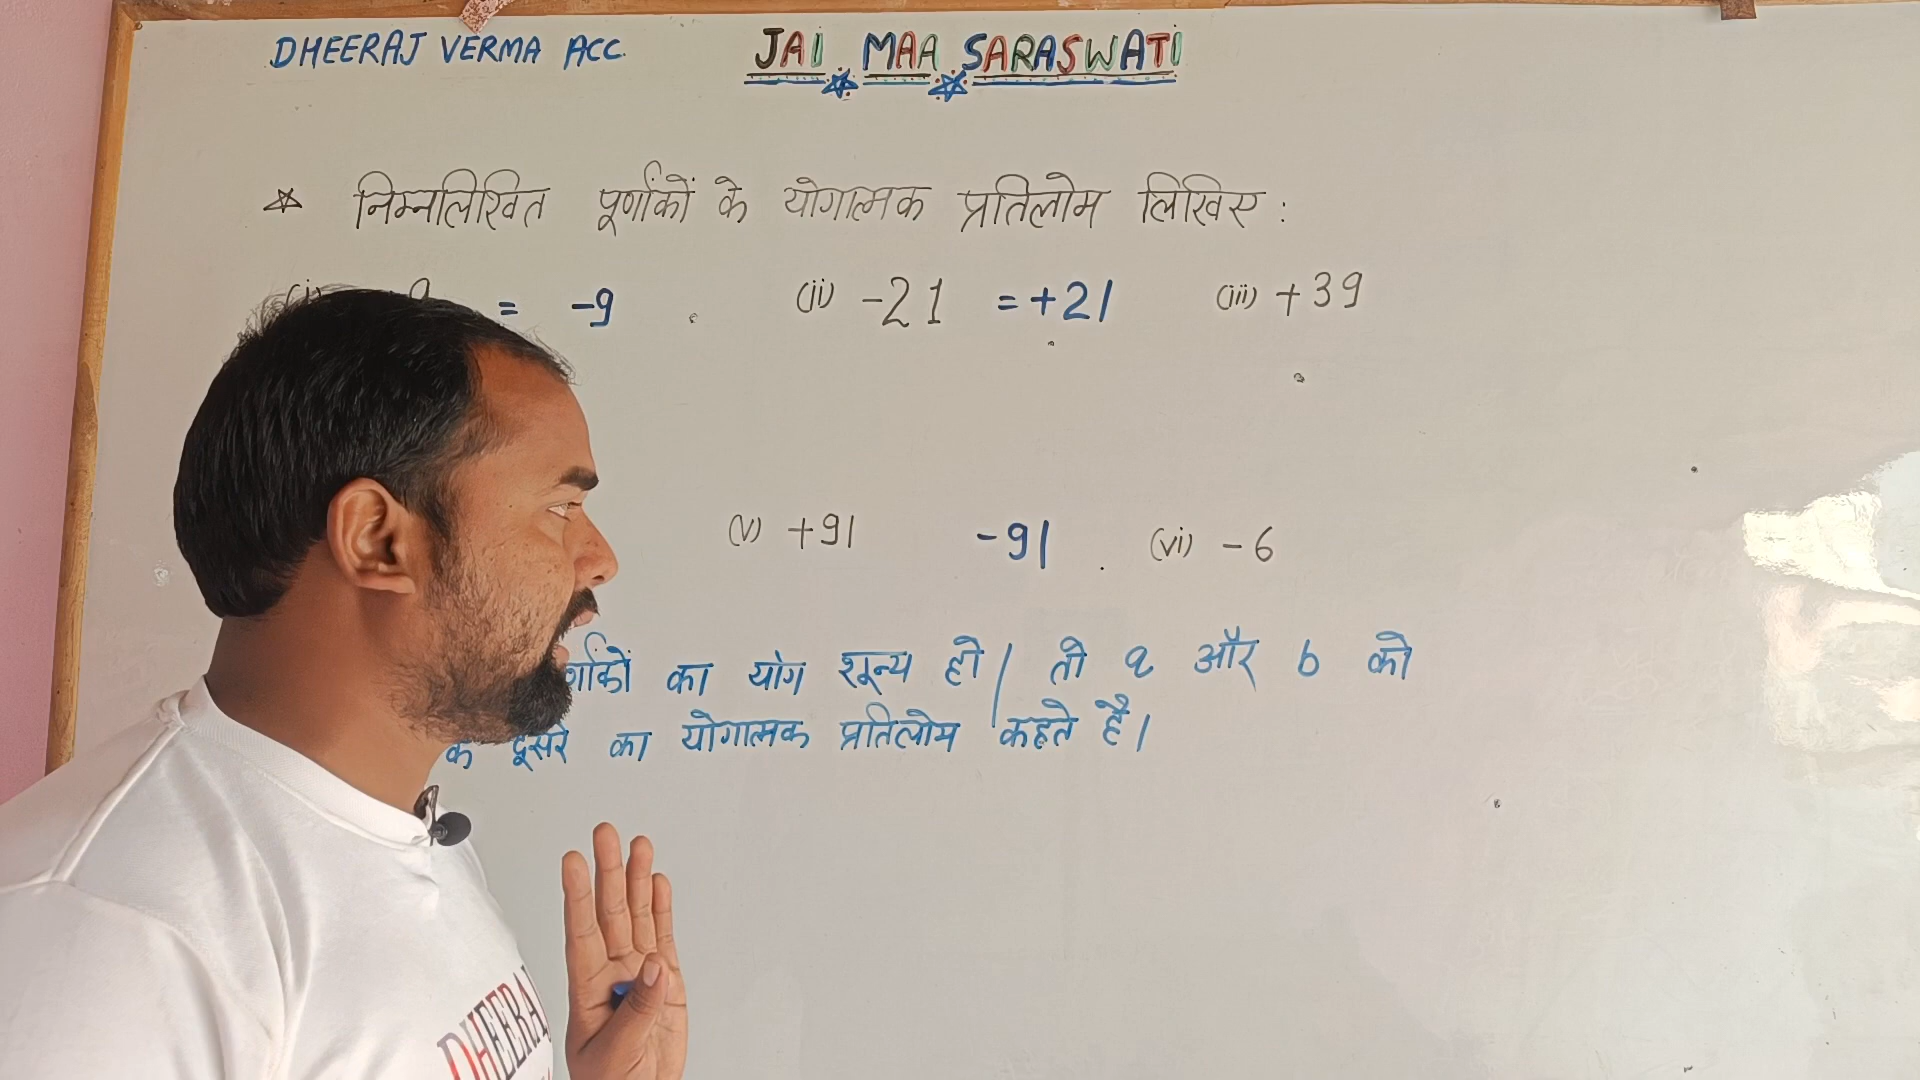 DHEERAJ VERMA ACC. JAI MAA SARASWATI
निम्नलिखित पूर्णांकों के योगात्मक प्रतिलोम लिखिए :
(i) 9 = -9 (ii) -21 = +21 (iii) +39
(v) +91 -91 (vi) -6
का योग शून्य हो | तो a और b को
दूसरे का योगात्मक प्रतिलोम कहते है।